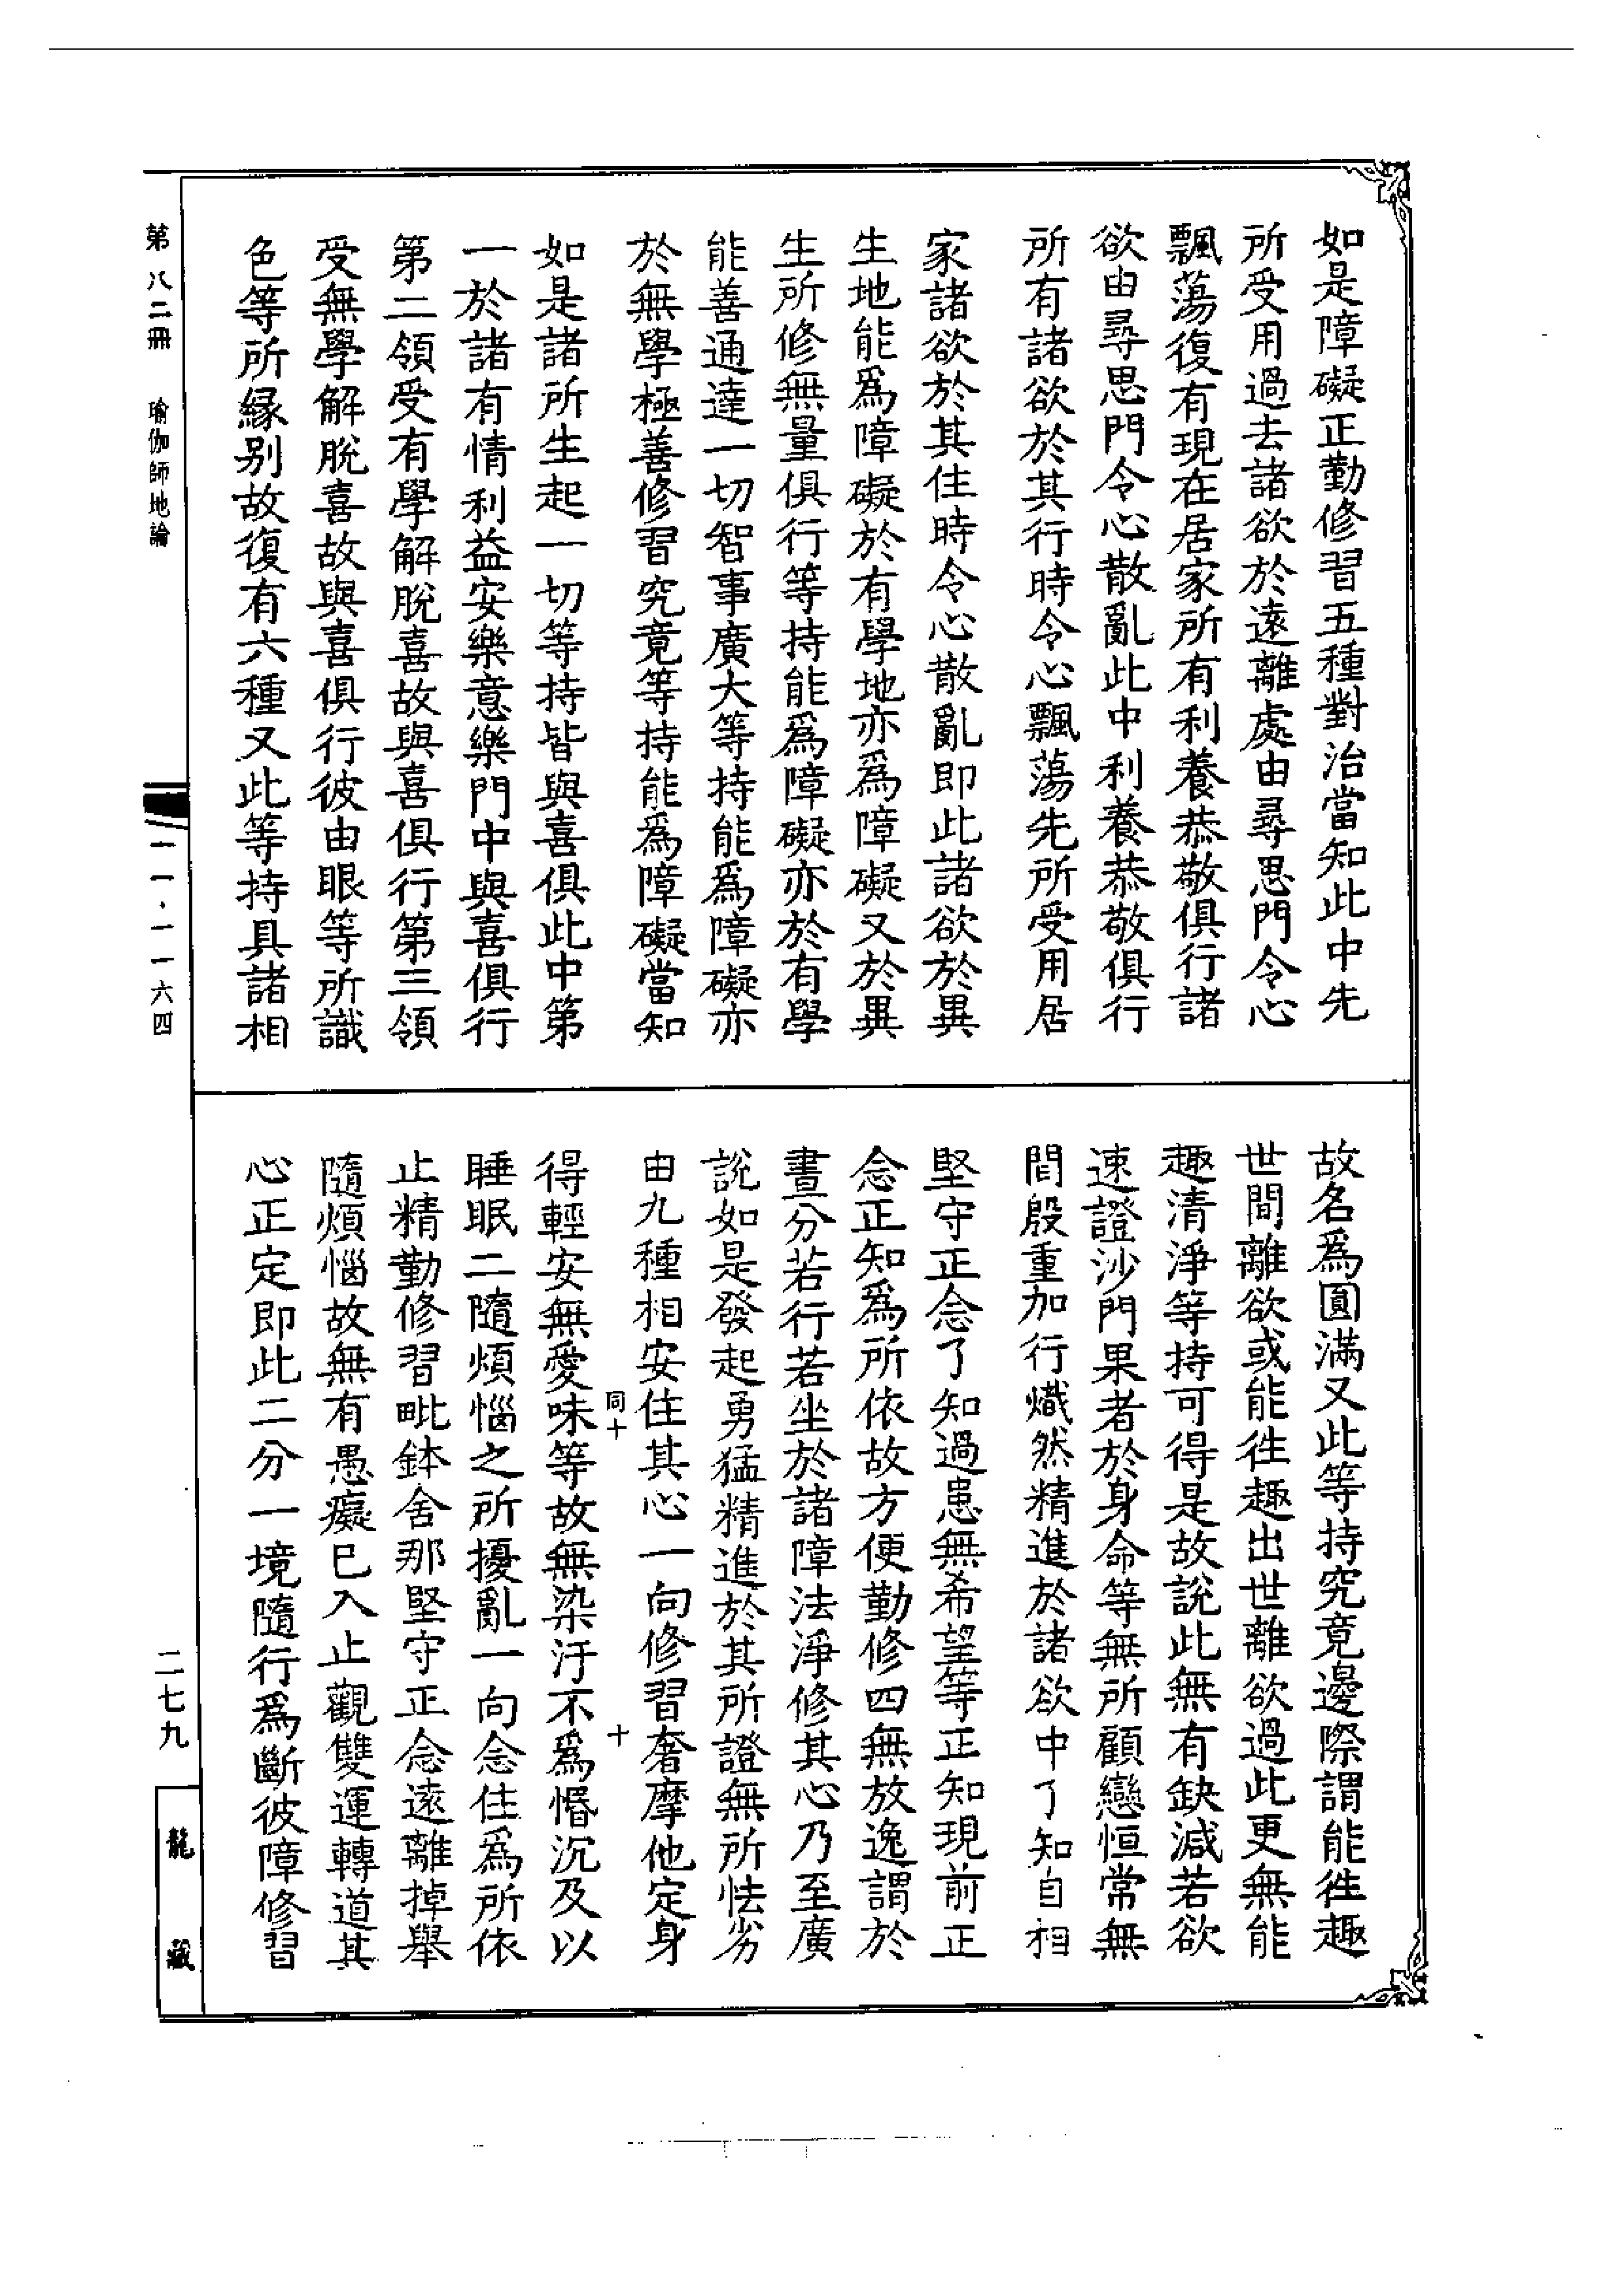 如是障礙正勤修習五種對治當知此中先
所受用過去諸欲於遠離處由尋思門令心
飄蕩復有現在居家所有利養恭敬俱行諸
欲由尋思門令心散亂此中利養恭敬俱行
所有諸欲於其行時令心飄蕩先所受用居
家諸欲於其住時令心散亂即此諸欲於異
生地能爲障礙於有學地亦爲障礙又於異
生所修無量俱行等持能爲障礙亦於有學
能善通達一切智事廣大等持能爲障礙亦
於無學極善修習究竟等持能爲障礙當知
如是諸所生起一切等持皆與喜俱此中第
一於諸有情利益安樂意樂門中與喜俱行
第二領受有學解脫喜故與喜俱行第三領
受無學解脫喜故與喜俱行彼由眼等所識
色等所緣別故復有六種又此等持具諸相
故名爲圓滿又此等持究竟邊際謂能徃趣
世間離欲或能徃趣出世離欲過此更無能
趣清淨等持可得是故說此無有缺減若欲
速證沙門果者於身命等無所顧戀恒常無
間殷重加行熾然精進於諸欲中了知自相
堅守正念了知過患無希望等正知現前正
念正知爲所依故方便勤修四無放逸謂於
晝分若行若坐於諸障法淨修其心乃至廣
說如是發起勇猛精進於其所證無所怯劣
由九種相安住其心一向修習奢摩他定身
同十
十
得輕安無愛味等故無染汙不爲惛沉及以
睡眠二隨煩惱之所擾亂一向念住爲所依
止精勤修習毗鉢舍那堅守正念遠離掉舉
隨煩惱故無有愚癡巳入止觀雙運轉道其
心正定即此二分一境隨行爲斷彼障修習
第八二冊 瑜伽師地論
一一一·一一六四
二七九
龍藏